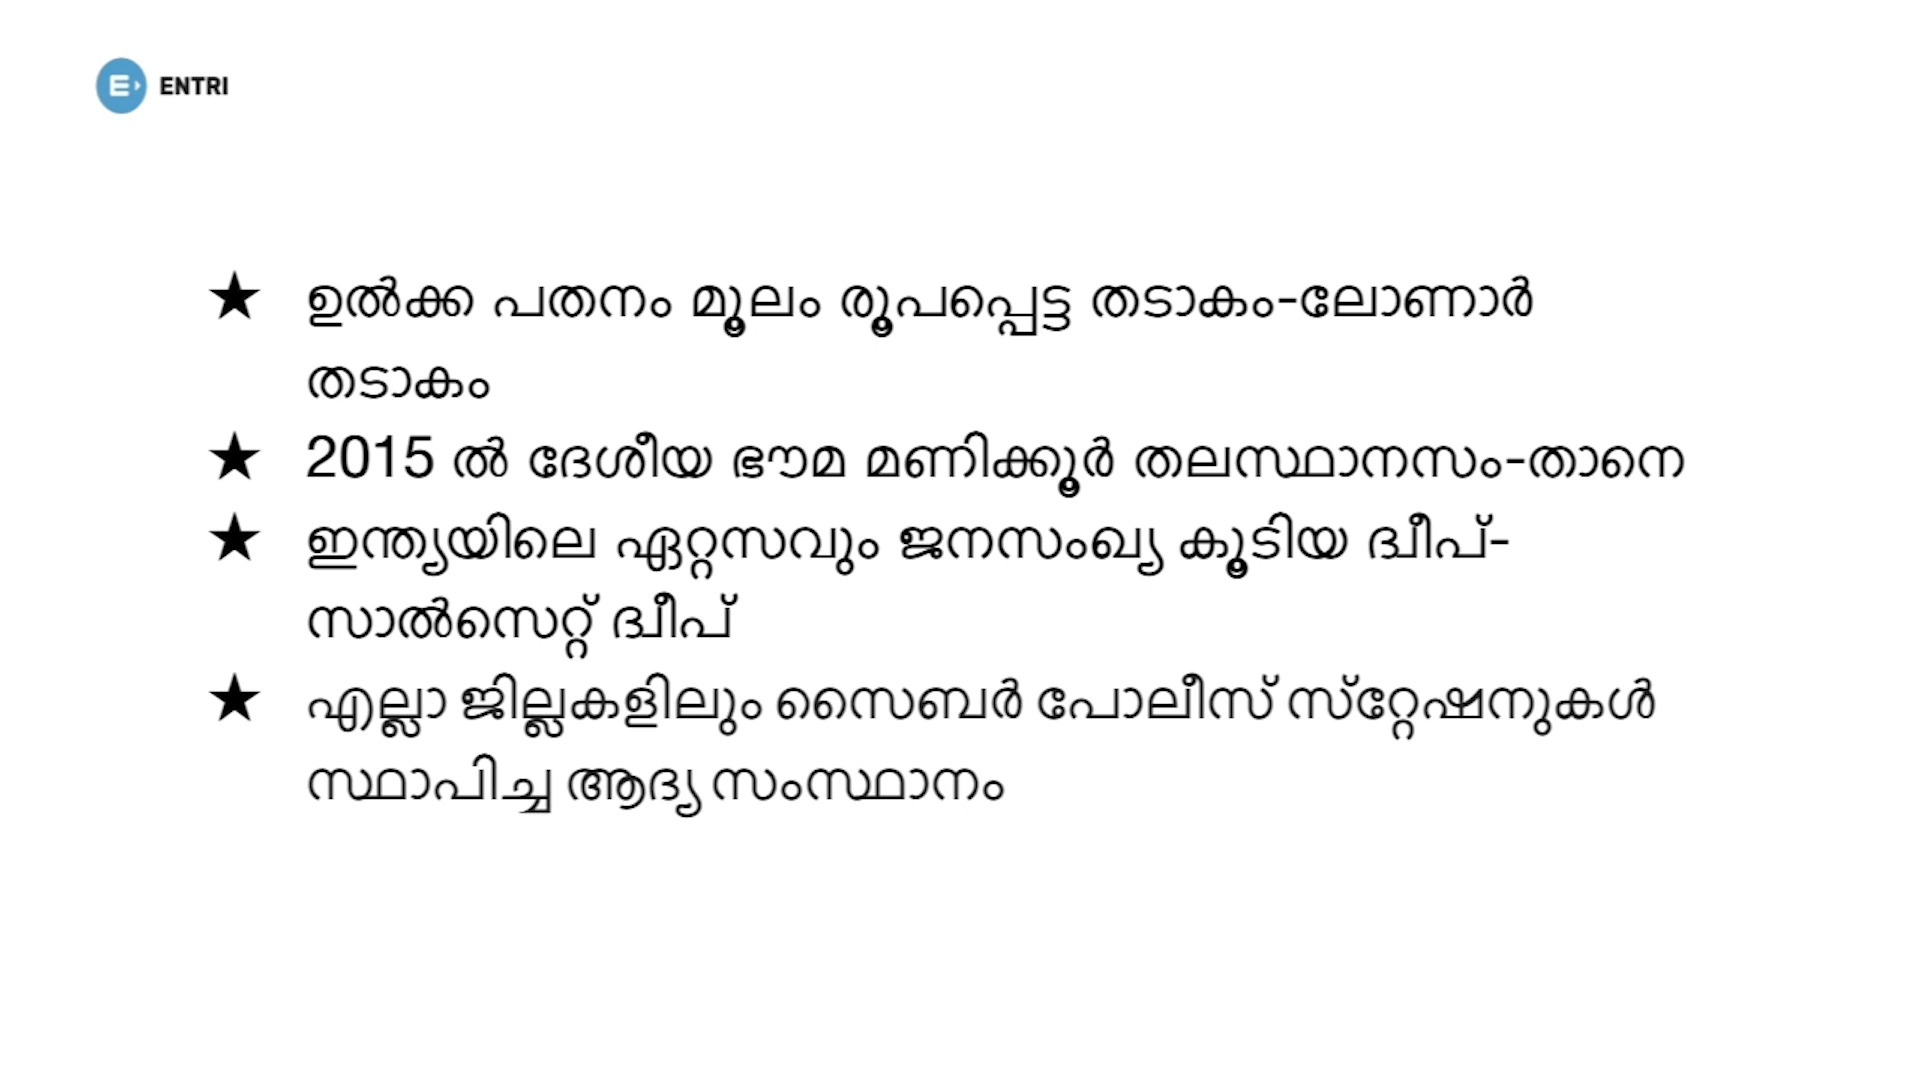 ENTRI
★ ഉൽക്ക പതനം മൂലം രൂപപ്പെട്ട തടാകം-ലോണാർ
തടാകം
★ 2015 ൽ ദേശീയ ഭൗമ മണിക്കൂർ തലസ്ഥാനസം-താനെ
★ ഇന്ത്യയിലെ ഏറ്റസവും ജനസംഖ്യ കൂടിയ ദ്വീപ്-
സാൽസെറ്റ് ദ്വീപ്
★ എല്ലാ ജില്ലകളിലും സൈബർ പോലീസ് സ്റ്റേഷനുകൾ
സ്ഥാപിച്ച ആദ്യ സംസ്ഥാനം